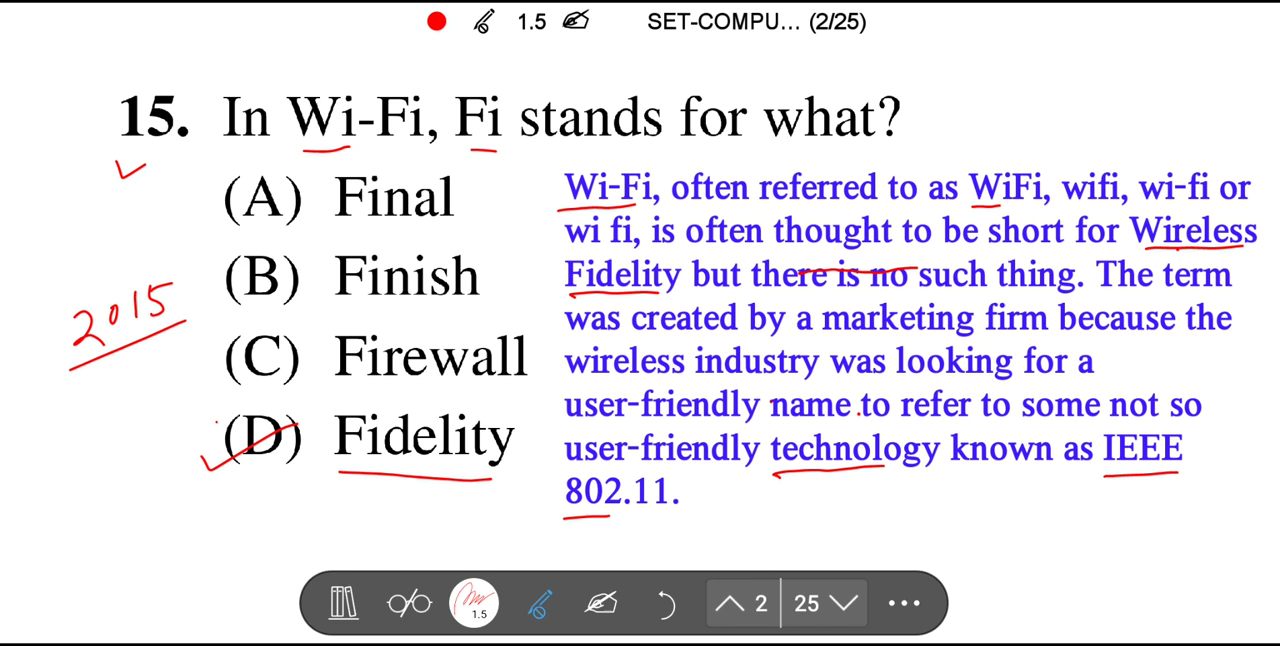 1.5 SET-COMPU... (2/25)
15. In Wi-Fi, Fi stands for what?
(A) Final
(B) Finish
(C) Firewall
(D) Fidelity
2015
Wi-Fi, often referred to as WiFi, wifi, wi-fi or
wi fi, is often thought to be short for Wireless
Fidelity but there is no such thing. The term
was created by a marketing firm because the
wireless industry was looking for a
user-friendly name to refer to some not so
user-friendly technology known as IEEE
802.11.
1.5
2 25